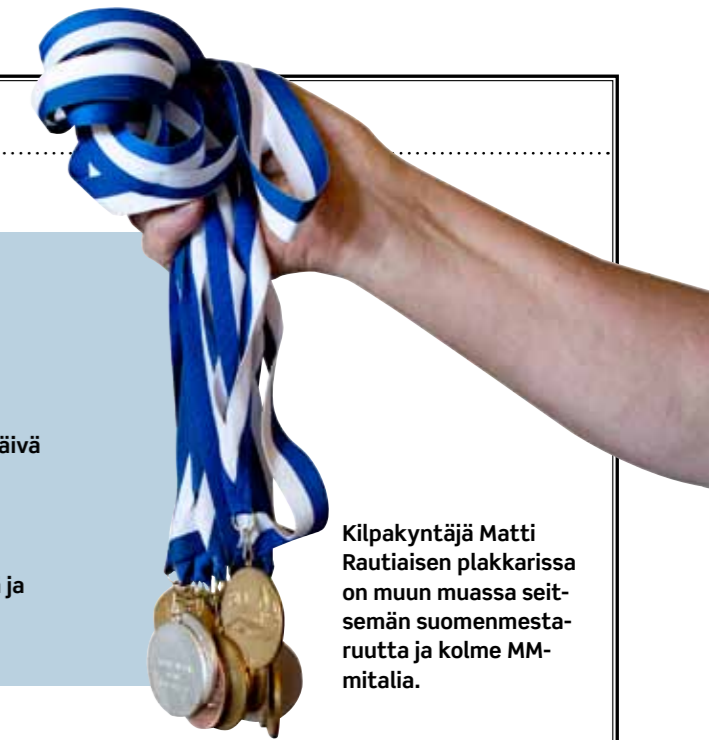 äivä
ja
Kilpakyntäjä Matti
Rautiaisen plakkarissa
on muun muassa seit-
semän suomenmesta-
ruutta ja kolme MM-
mitalia.